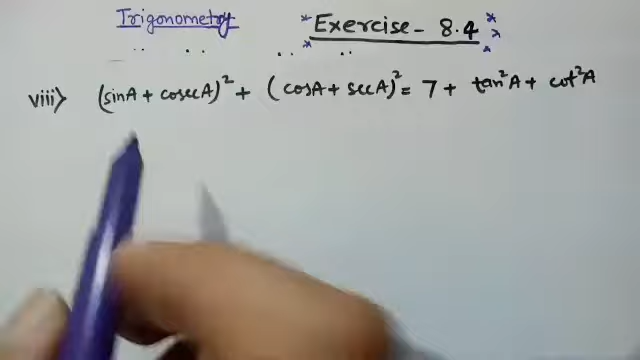 Trigonometry
* Exercise - 8.4 *
viii> (sinA + cosecA)² + (cosA + secA)² = 7 + tan²A + cot²A